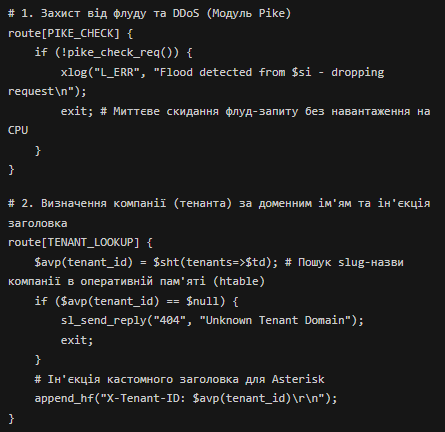 # 1. Захист від флуду та DDoS (Модуль Pike)
route[PIKE_CHECK] {
    if (!pike_check_req()) {
        xlog("L_ERR", "Flood detected from $si - dropping
request\n");
        exit; # Миттєве скидання флуд-запиту без навантаження на
CPU
    }
}

# 2. Визначення компанії (тенанта) за доменним ім'ям та ін'єкція
заголовка
route[TENANT_LOOKUP] {
    $avp(tenant_id) = $sht(tenants=>$td); # Пошук slug-назви
компанії в оперативній пам'яті (htable)
    if ($avp(tenant_id) == $null) {
        sl_send_reply("404", "Unknown Tenant Domain");
        exit;
    }
    # Ін'єкція кастомного заголовка для Asterisk
    append_hf("X-Tenant-ID: $avp(tenant_id)\r\n");
}